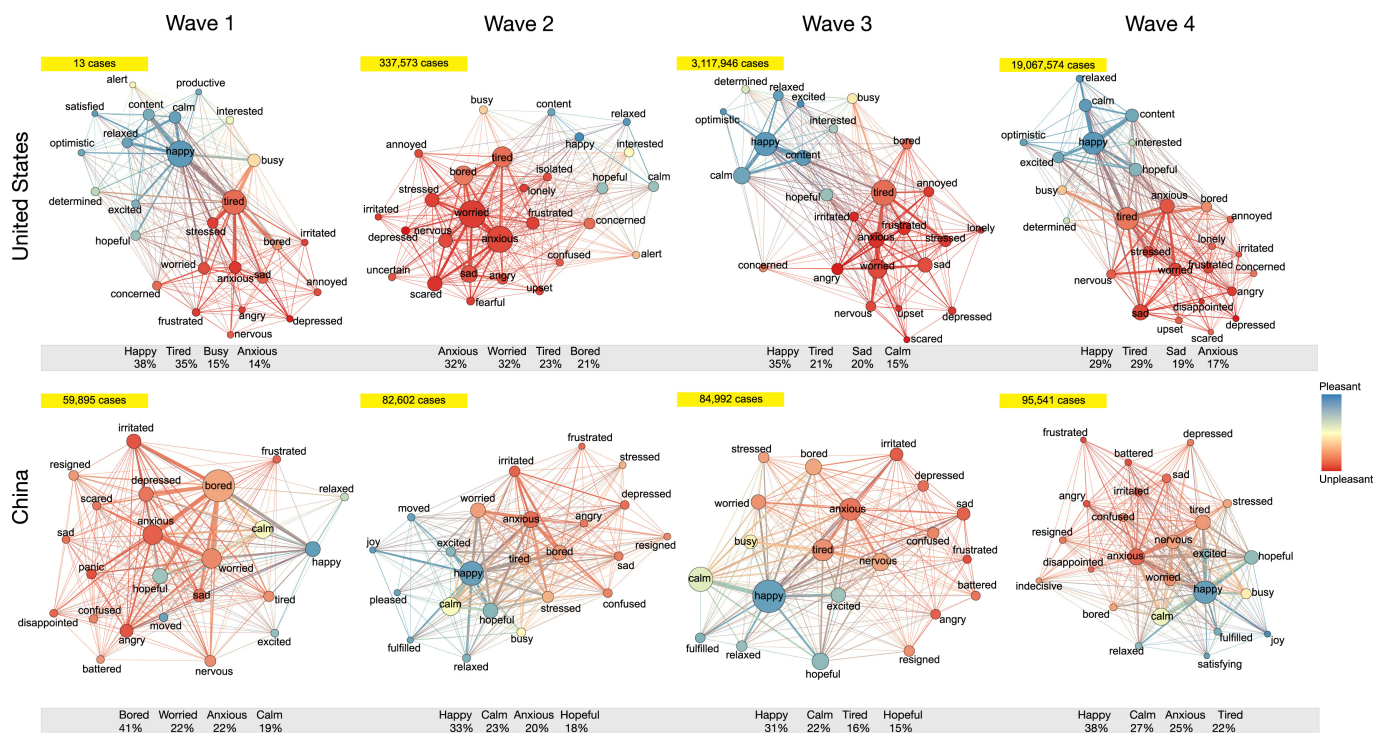 Wave 1
Wave 2
Wave 3
Wave 4
United States
13 cases
alert
productive
satisfied
content
calm
interested
optimistic
relaxed
happy
busy
determined
excited
tired
hopeful
stressed
bored
irritated
worried
anxious
sad
concerned
annoyed
frustrated
angry
depressed
nervous
Happy Tired Busy Anxious
38% 35% 15% 14%
337,573 cases
busy
content
relaxed
annoyed
tired
happy
interested
bored
isolated
stressed
lonely
hopeful
calm
irritated
worried
frustrated
concerned
depressed
nervous
anxious
confused
alert
uncertain
sad
angry
scared
upset
fearful
Anxious Worried Tired Bored
32% 32% 23% 21%
3,117,946 cases
determined
relaxed
excited
busy
optimistic
interested
happy
bored
content
calm
hopeful
tired
annoyed
irritated
frustrated
lonely
anxious
stressed
concerned
angry
worried
sad
nervous
upset
depressed
scared
Happy Tired Sad Calm
35% 21% 20% 15%
19,067,574 cases
relaxed
calm
content
optimistic
happy
interested
excited
hopeful
busy
anxious
bored
tired
annoyed
determined
lonely
stressed
irritated
nervous
worried
frustrated
concerned
angry
disappointed
sad
upset
depressed
scared
Happy Tired Sad Anxious
29% 29% 19% 17%
Pleasant
Unpleasant
China
59,895 cases
irritated
frustrated
resigned
depressed
bored
relaxed
scared
anxious
calm
sad
happy
panic
hopeful
worried
confused
sad
tired
disappointed
moved
angry
excited
battered
nervous
Bored Worried Anxious Calm
41% 22% 22% 19%
82,602 cases
frustrated
irritated
stressed
worried
depressed
moved
anxious
angry
joy
excited
resigned
tired
bored
happy
sad
pleased
calm
stressed
confused
hopeful
busy
fulfilled
relaxed
Happy Calm Anxious Hopeful
33% 23% 20% 18%
84,992 cases
stressed
bored
irritated
depressed
worried
anxious
sad
busy
confused
tired
frustrated
nervous
calm
battered
happy
excited
angry
fulfilled
relaxed
hopeful
resigned
Happy Calm Tired Hopeful
31% 22% 16% 15%
95,541 cases
frustrated
depressed
battered
sad
angry
irritated
stressed
confused
tired
resigned
nervous
anxious
excited
hopeful
disappointed
worried
indecisive
happy
busy
bored
calm
fulfilled
joy
relaxed
satisfying
Happy Calm Anxious Tired
38% 27% 25% 22%